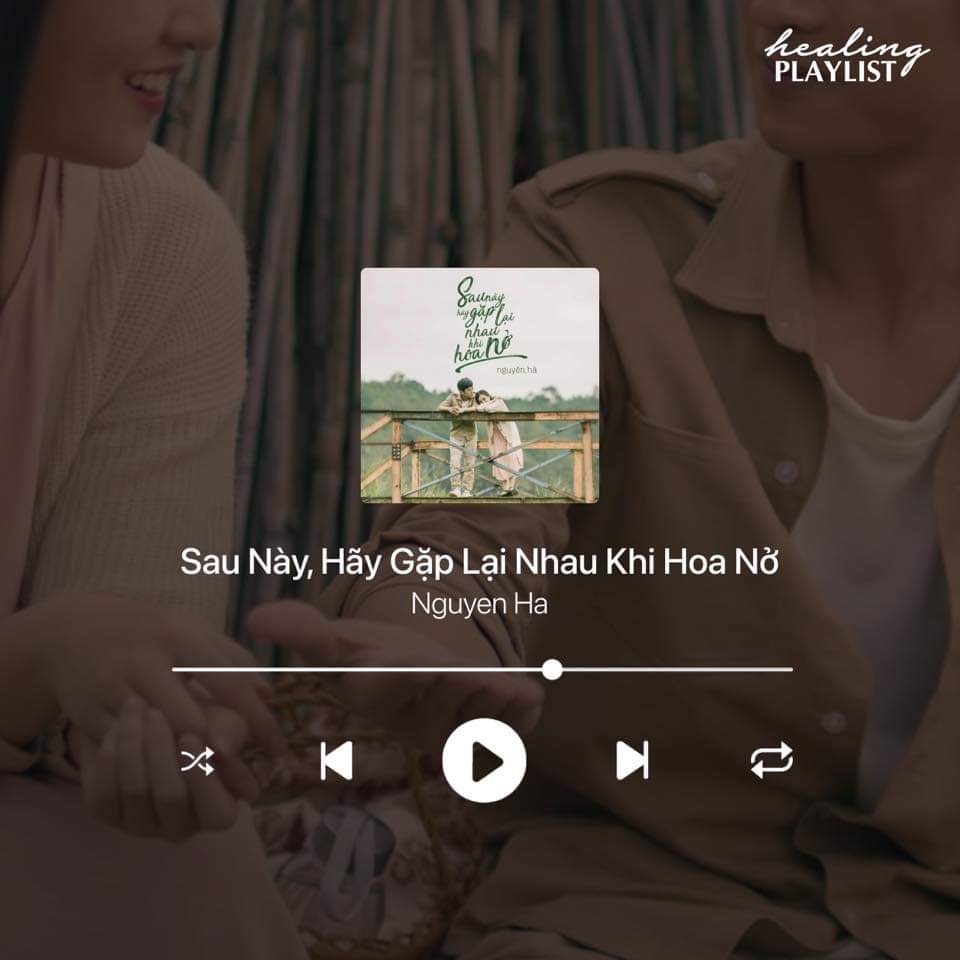 healing
PLAYLIST
Sau này
hãy gặp lại
nhau
khi
hoa nở
nguyên.hà
Sau Này, Hãy Gặp Lại Nhau Khi Hoa Nở
Nguyen Ha